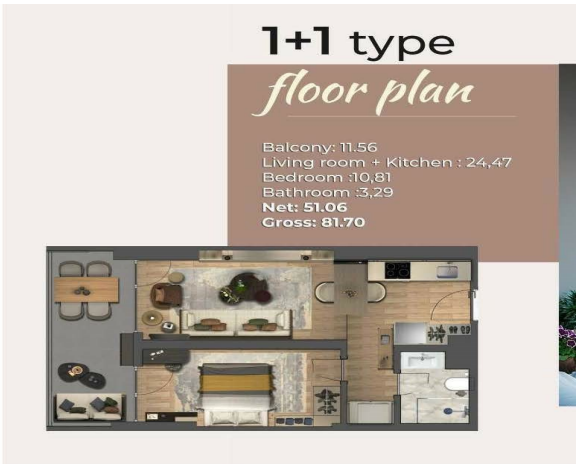 1+1 type
floor plan
Balcony: 11.56
Living room + Kitchen : 24,47
Bedroom :10,81
Bathroom :3,29
Net: 51.06
Gross: 81.70